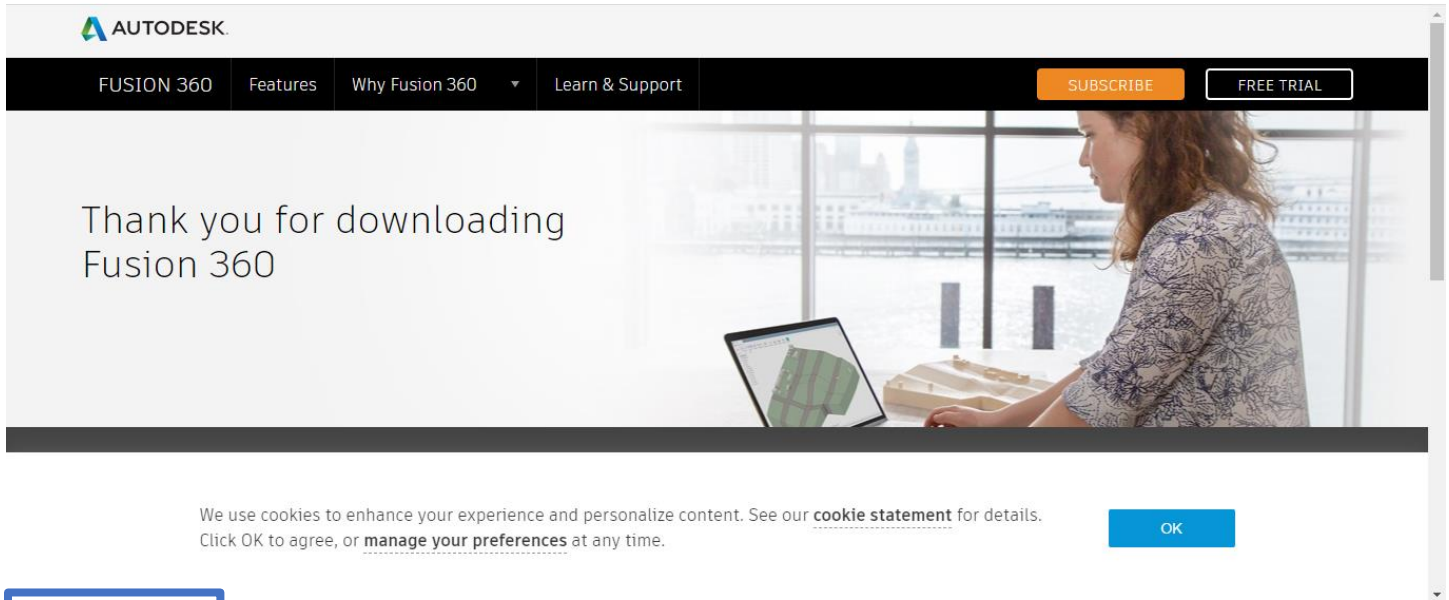 AUTODESK.
FUSION 360 Features Why Fusion 360 Learn & Support SUBSCRIBE FREE TRIAL
Thank you for downloading
Fusion 360
We use cookies to enhance your experience and personalize content. See our cookie statement for details.
Click OK to agree, or manage your preferences at any time.
OK